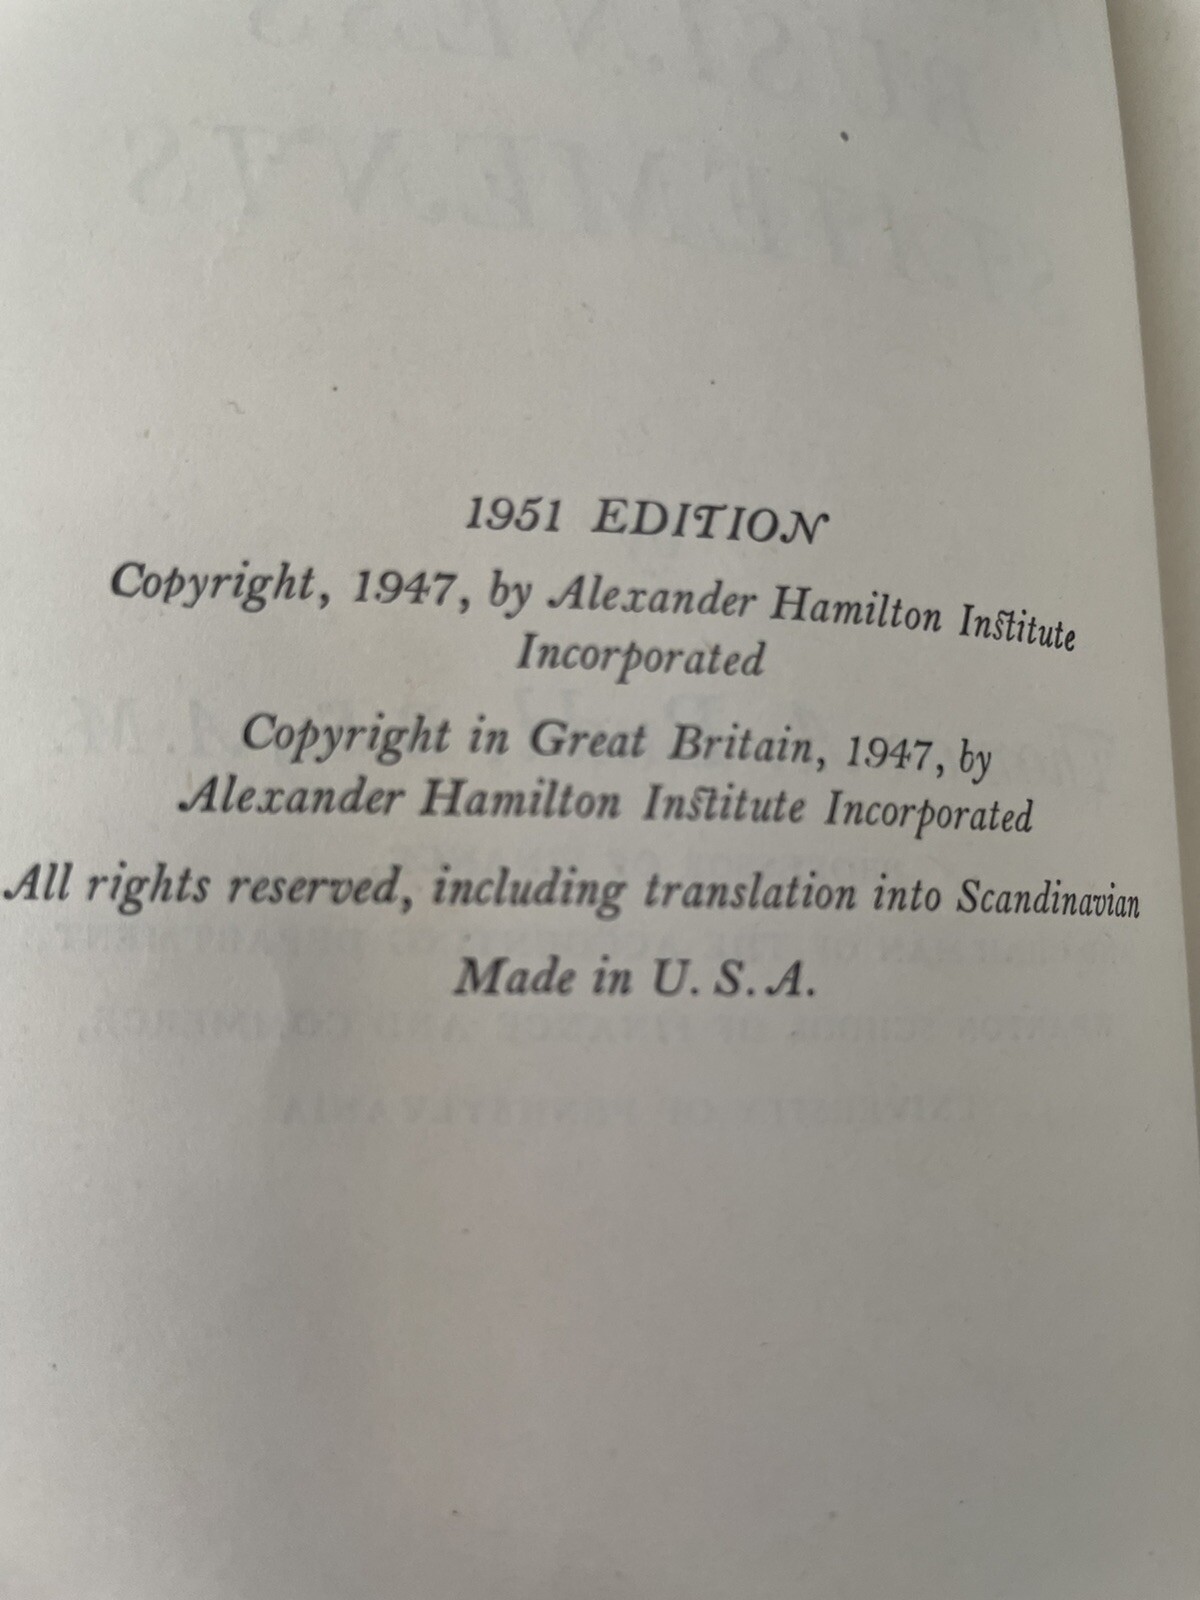 1951 EDITION
Copyright, 1947, by Alexander Hamilton Institute
Incorporated
Copyright in Great Britain, 1947, by
Alexander Hamilton Institute Incorporated
All rights reserved, including translation into Scandinavian
Made in U. S. A.